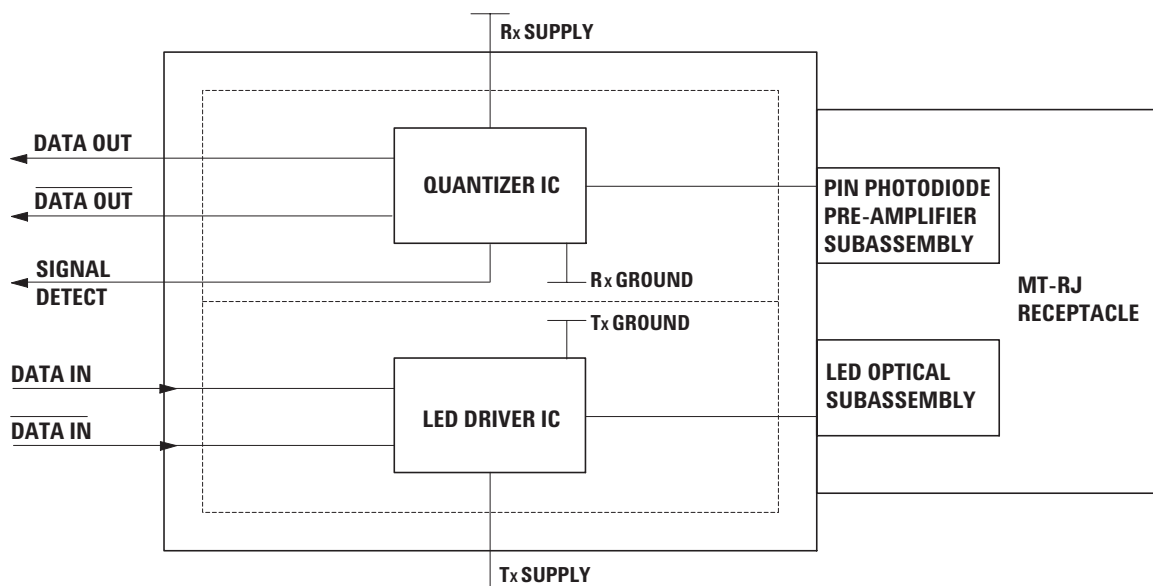 Rx SUPPLY
DATA OUT
DATA OUT
SIGNAL
DETECT
QUANTIZER IC
Rx GROUND
PIN PHOTODIODE
PRE-AMPLIFIER
SUBASSEMBLY
MT-RJ
RECEPTACLE
Tx GROUND
DATA IN
DATA IN
LED DRIVER IC
LED OPTICAL
SUBASSEMBLY
Tx SUPPLY